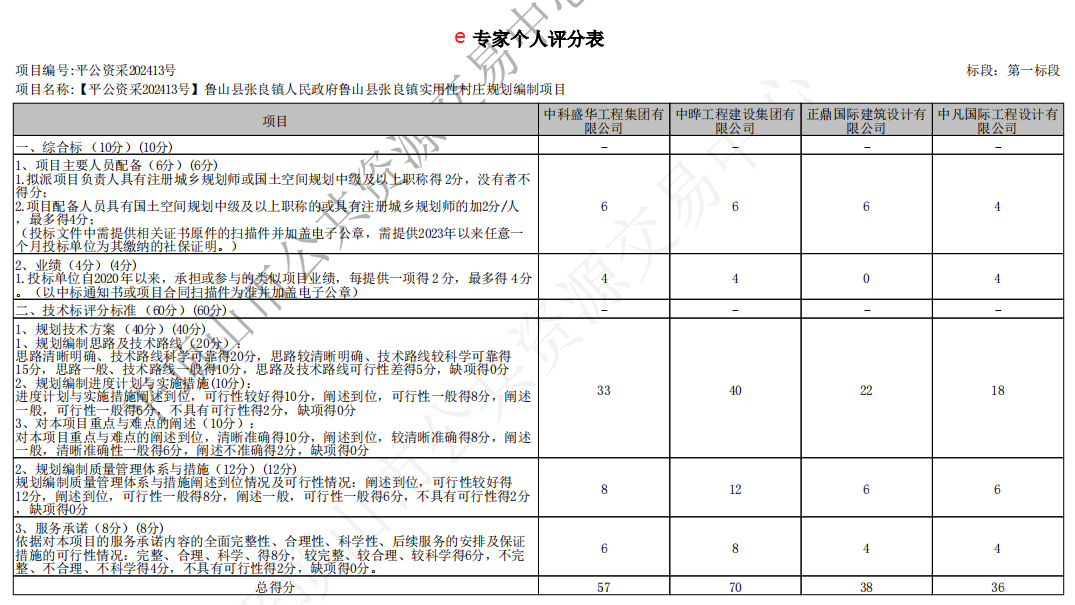 e 专家个人评分表
项目编号:平公资采202413号
标段: 第一标段
项目名称:【平公资采202413号】鲁山县张良镇人民政府鲁山县张良镇实用性村庄规划编制项目
项目
中科盛华工程集团有
限公司
中晔工程建设集团有
限公司
正鼎国际建筑设计有
限公司
中凡国际工程设计有
限公司
一、综合标（10分）(10分)
－ － － －
1、项目主要人员配备（6分）(6分)
1.拟派项目负责人具有注册城乡规划师或国土空间规划中级及以上职称得 2分，没有者不
得分；
2.项目配备人员具有国土空间规划中级及以上职称的或具有注册城乡规划师的加2分/人
，最多得4分；
（投标文件中需提供相关证书原件的扫描件并加盖电子公章，需提供2023年以来任意一
个月投标单位为其缴纳的社保证明。）
6 6 6 4
2、业绩（4分）(4分)
1.投标单位自2020年以来，承担或参与的类似项目业绩，每提供一项得 2 分，最多得 4 分
。（以中标通知书或项目合同扫描件为准并加盖电子公章）
4 4 0 4
二、技术标评分标准（60分）(60分)
－ － － －
1、规划技术方案（40分）(40分)
1、规划编制思路及技术路线（20分）:
思路清晰明确、技术路线科学可靠得20分，思路较清晰明确、技术路线较科学可靠得
15分，思路一般、技术路线一般得10分，思路及技术路线可行性差得5分，缺项得0分
2、规划编制进度计划与实施措施(10分):
进度计划与实施措施阐述到位，可行性较好得10分，阐述到位，可行性一般得8分，阐述
一般，可行性一般得6分，不具有可行性得2分，缺项得0分
3、对本项目重点与难点的阐述（10分）:
对本项目重点与难点的阐述到位，清晰准确得10分，阐述到位，较清晰准确得8分，阐述
一般，清晰准确性一般得6分，阐述不准确得2分，缺项得0分
33 40 22 18
2、规划编制质量管理体系与措施（12分）(12分)
规划编制质量管理体系与措施阐述到位情况及可行性情况: 阐述到位，可行性较好得
12分，阐述到位，可行性一般得8分，阐述一般，可行性一般得6分，不具有可行性得2分
，缺项得0分
8 12 6 6
3、服务承诺（8分）(8分)
依据对本项目的服务承诺内容的全面完整性、合理性、科学性、后续服务的安排及保证
措施的可行性情况: 完整、合理、科学、得8分，较完整、较合理、较科学得6分，不完
整、不合理、不科学得4分，不具有可行性得2分，缺项得0分。
6 8 4 4
总得分
57 70 38 36
平顶山市公共资源交易中心
平顶山市公共资源交易中心